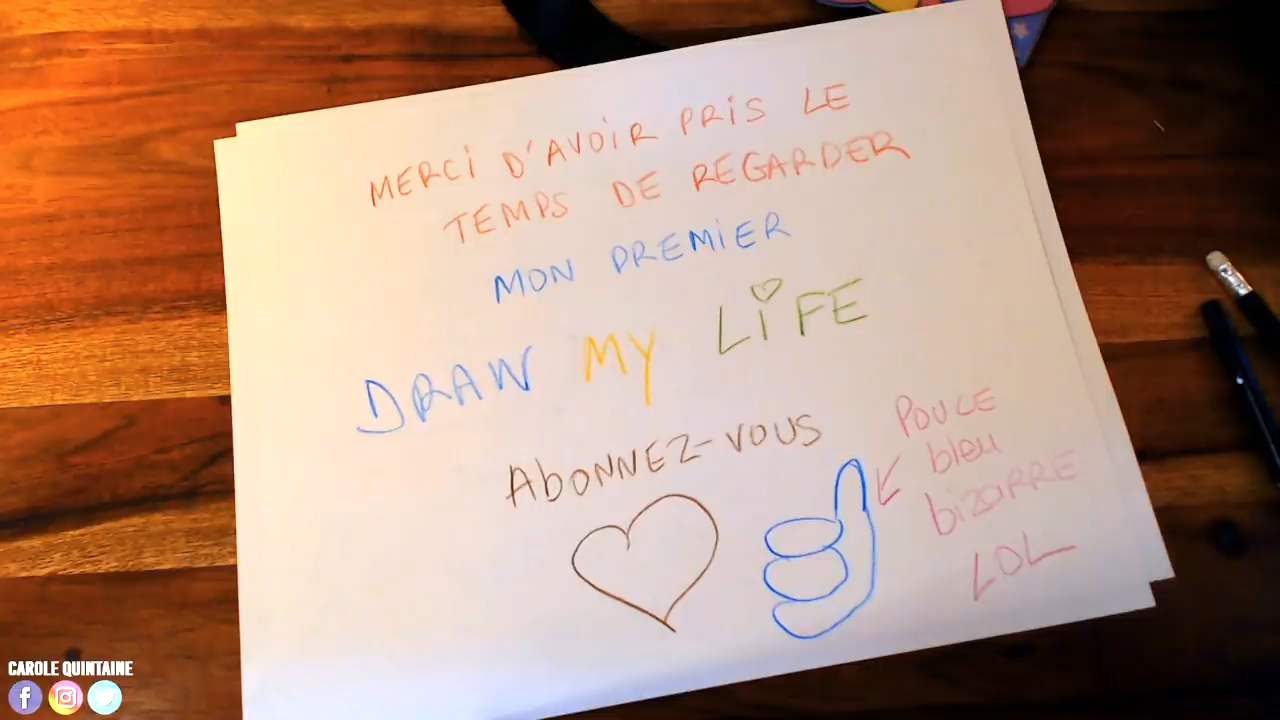 MERCI D'AVOIR PRIS LE
TEMPS DE REGARDER
MON PREMIER
DRAW MY LIFE
ABONNEZ-VOUS
POUCE
bleu
bizARRE
LOL
CAROLE QUINTAINE